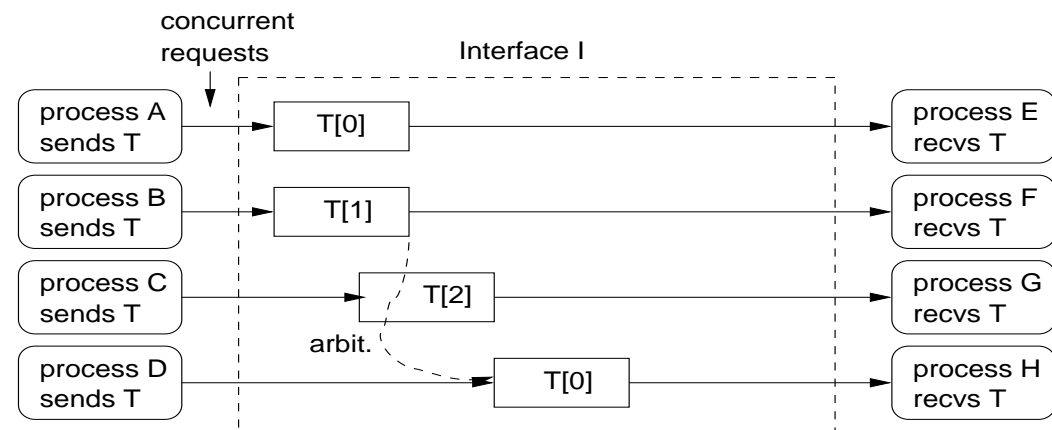 concurrent
requests
Interface I
process A
sends T
T[0]
process E
recvs T
process B
sends T
T[1]
process F
recvs T
process C
sends T
T[2]
process G
recvs T
arbit.
process D
sends T
T[0]
process H
recvs T